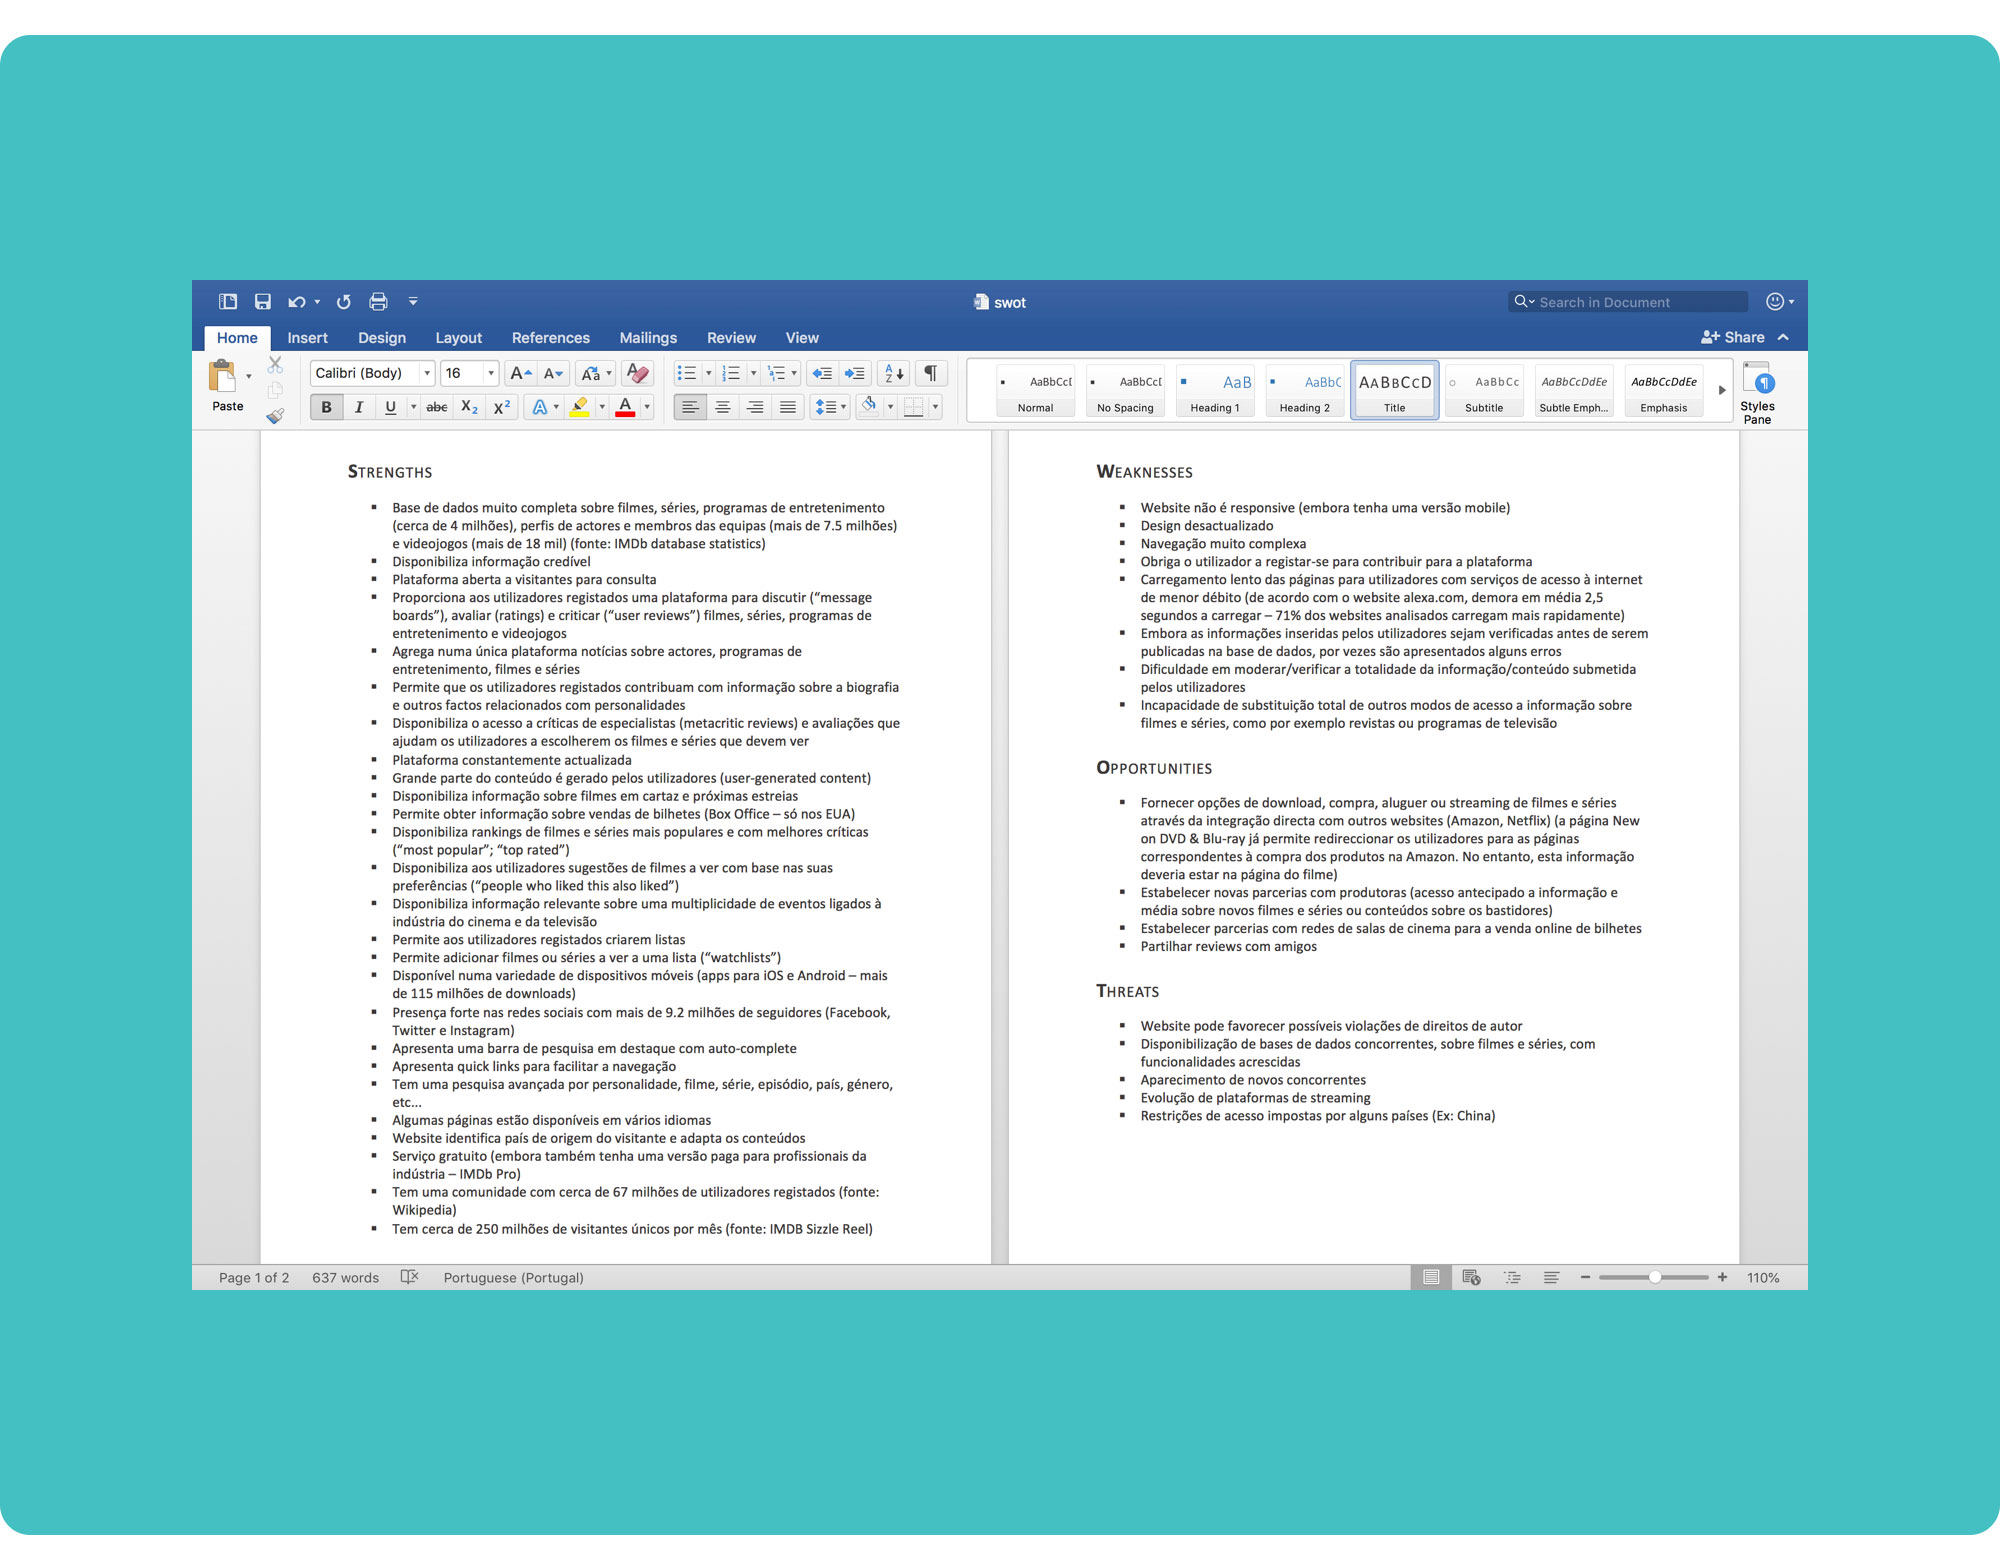 swot
Search in Document
Home Insert Design Layout References Mailings Review View
Share
Paste
Calibri (Body) 16
AaBbCcDdEe
Normal No Spacing Heading 1 Heading 2 Title Subtitle Subtle Emph... Emphasis
Styles
Pane
STRENGTHS
Base de dados muito completa sobre filmes, séries, programas de entretenimento
(cerca de 4 milhões), perfis de actores e membros das equipas (mais de 7.5 milhões)
e videojogos (mais de 18 mil) (fonte: IMDb database statistics)
Disponibiliza informação credível
Plataforma aberta a visitantes para consulta
Proporciona aos utilizadores registados uma plataforma para discutir (“message
boards”), avaliar (ratings) e criticar (“user reviews”) filmes, séries, programas de
entretenimento e videojogos
Agrega numa única plataforma notícias sobre actores, programas de
entretenimento, filmes e séries
Permite que os utilizadores registados contribuam com informação sobre a biografia
e outros factos relacionados com personalidades
Disponibiliza o acesso a críticas de especialistas (metacritic reviews) e avaliações que
ajudam os utilizadores a escolherem os filmes e séries que devem ver
Plataforma constantemente actualizada
Grande parte do conteúdo é gerado pelos utilizadores (user-generated content)
Disponibiliza informação sobre filmes em cartaz e próximas estreias
Permite obter informação sobre vendas de bilhetes (Box Office – só nos EUA)
Disponibiliza rankings de filmes e séries mais populares e com melhores críticas
(“most popular”; “top rated”)
Disponibiliza aos utilizadores sugestões de filmes a ver com base nas suas
preferências (“people who liked this also liked”)
Disponibiliza informação relevante sobre uma multiplicidade de eventos ligados à
indústria do cinema e da televisão
Permite aos utilizadores registados criarem listas
Permite adicionar filmes ou séries a ver a uma lista (“watchlists”)
Disponível numa variedade de dispositivos móveis (apps para iOS e Android – mais
de 115 milhões de downloads)
Presença forte nas redes sociais com mais de 9.2 milhões de seguidores (Facebook,
Twitter e Instagram)
Apresenta uma barra de pesquisa em destaque com auto-complete
Apresenta quick links para facilitar a navegação
Tem uma pesquisa avançada por personalidade, filme, série, episódio, país, género,
etc...
Algumas páginas estão disponíveis em vários idiomas
Website identifica país de origem do visitante e adapta os conteúdos
Serviço gratuito (embora também tenha uma versão paga para profissionais da
indústria – IMDb Pro)
Tem uma comunidade com cerca de 67 milhões de utilizadores registados (fonte:
Wikipedia)
Tem cerca de 250 milhões de visitantes únicos por mês (fonte: IMDB Sizzle Reel)
WEAKNESSES
Website não é responsive (embora tenha uma versão mobile)
Design desactualizado
Navegação muito complexa
Obriga o utilizador a registar-se para contribuir para a plataforma
Carregamento lento das páginas para utilizadores com serviços de acesso à internet
de menor débito (de acordo com o website alexa.com, demora em média 2,5
segundos a carregar – 71% dos websites analisados carregam mais rapidamente)
Embora as informações inseridas pelos utilizadores sejam verificadas antes de serem
publicadas na base de dados, por vezes são apresentados alguns erros
Dificuldade em moderar/verificar a totalidade da informação/conteúdo submetida
pelos utilizadores
Incapacidade de substituição total de outros modos de acesso a informação sobre
filmes e séries, como por exemplo revistas ou programas de televisão
OPPORTUNITIES
Fornecer opções de download, compra, aluguer ou streaming de filmes e séries
através da integração directa com outros websites (Amazon, Netflix) (a página New
on DVD & Blu-ray já permite redireccionar os utilizadores para as páginas
correspondentes à compra dos produtos na Amazon. No entanto, esta informação
deveria estar na página do filme)
Estabelecer novas parcerias com produtoras (acesso antecipado a informação e
média sobre novos filmes e séries ou conteúdos sobre os bastidores)
Estabelecer parcerias com redes de salas de cinema para a venda online de bilhetes
Partilhar reviews com amigos
THREATS
Website pode favorecer possíveis violações de direitos de autor
Disponibilização de bases de dados concorrentes, sobre filmes e séries, com
funcionalidades acrescidas
Aparecimento de novos concorrentes
Evolução de plataformas de streaming
Restrições de acesso impostas por alguns países (Ex: China)
Page 1 of 2 637 words Portuguese (Portugal) 110%